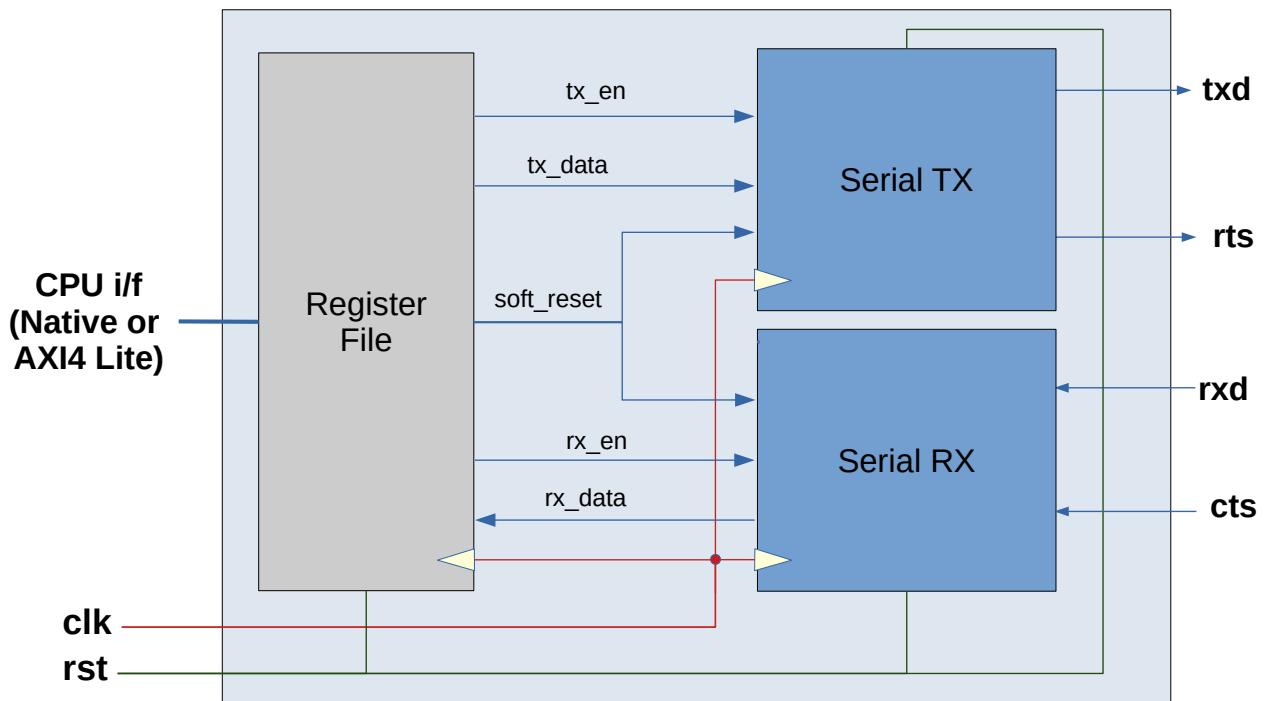 tx_en
txd
tx_data
Serial TX
rts
CPU i/f
(Native or
AXI4 Lite)
Register
File
soft_reset
rxd
rx_en
Serial RX
rx_data
cts
clk
rst